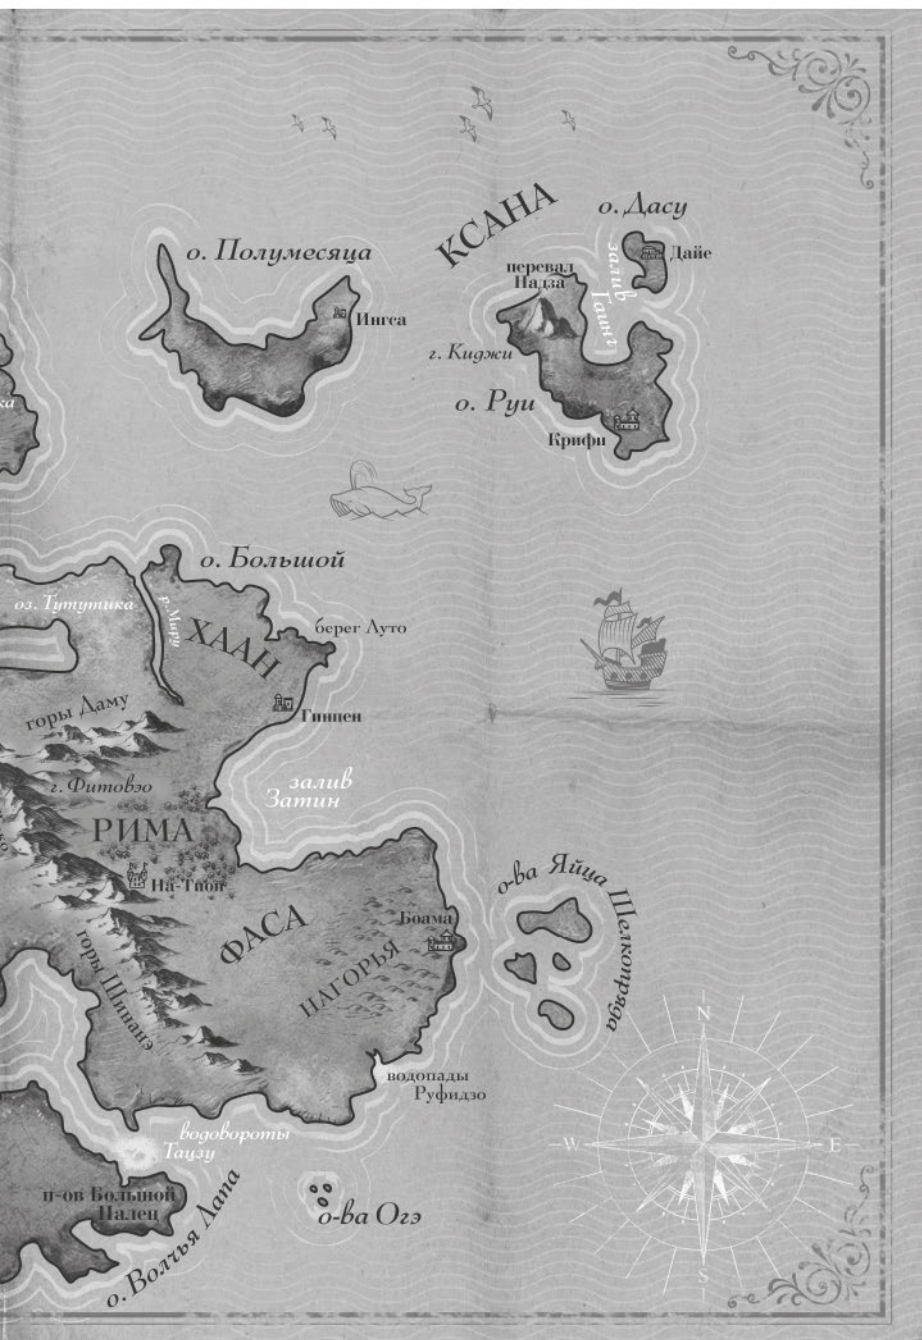 о. Дасу
КСАНА
Дайе
о. Полумесяца
перевал
Надза
залив
Гаинг
Ингса
г. Киджи
о. Руи
ка
Крифи
о. Большой
оз. Тутутика
р. Миру
ХААН
берег Луто
горы Даму
Гинпен
залив
Затин
г. Фитовэо
РИМА
На-Тион
о-ва Яйца Шелкопряда
ФАСА
Боама
НАГОРЬЯ
горы Шинанэ
водопады
Руфидзо
водовороты
Тацзу
п-ов Большой
Палец
о. Волчья Лапа
о-ва Огэ
N
W
E
S